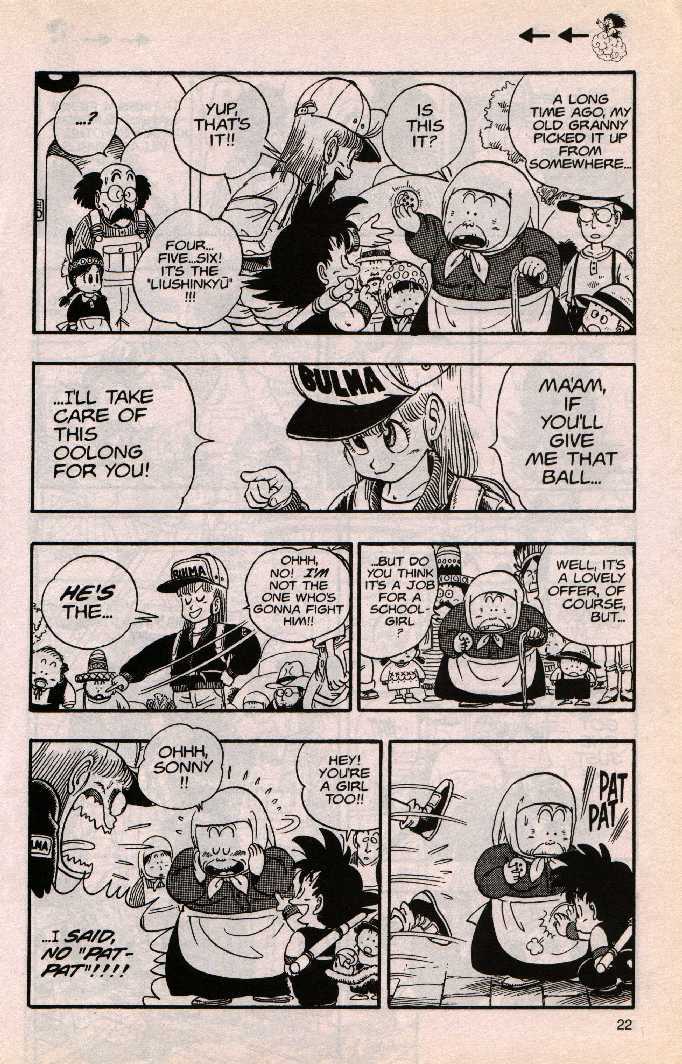 A LONG
TIME AGO, MY
OLD GRANNY
PICKED IT UP
FROM
SOMEWHERE...
IS
THIS
IT?
YUP,
THAT'S
IT!!
FOUR...
FIVE...SIX!
IT'S THE
"LIUSHINKYŪ"
!!!
...?
MA'AM,
IF
YOU'LL
GIVE
ME THAT
BALL...
BULMA
...I'LL TAKE
CARE OF
THIS
OOLONG
FOR YOU!
WELL, IT'S
A LOVELY
OFFER, OF
COURSE,
BUT...
...BUT DO
YOU THINK
IT'S A JOB
FOR A
SCHOOL-
GIRL
?
OHHH,
NO! I'M
NOT THE
ONE WHO'S
GONNA FIGHT
HIM!!
BULMA
HE'S
THE...
PAT
PAT
HEY!
YOU'RE
A GIRL
TOO!!
OHHH,
SONNY
!!
...I SAID,
NO "PAT-
PAT"!!!!
22